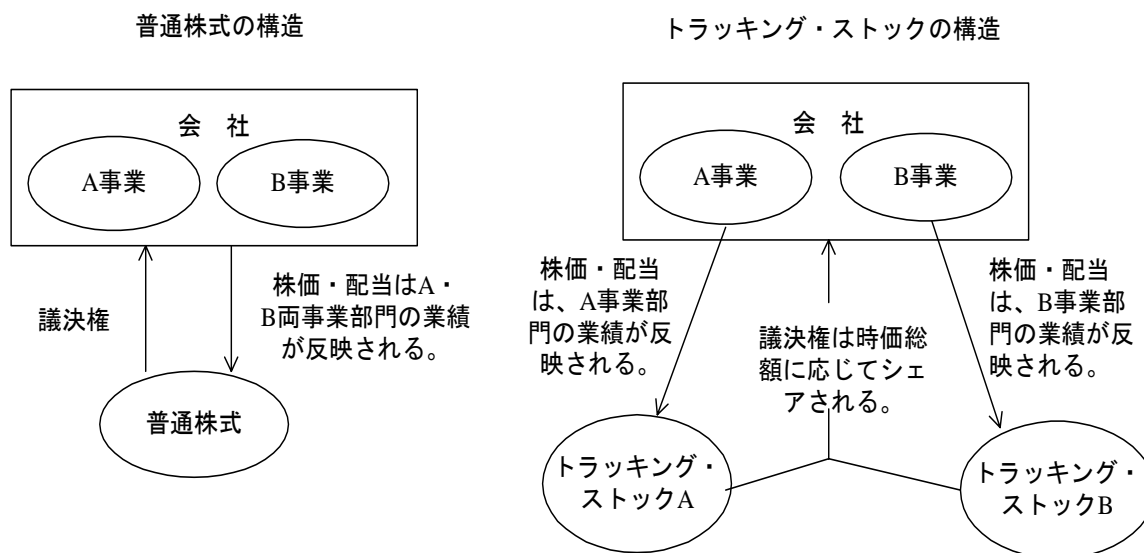 普通株式の構造
会 社
A事業
B事業
議決権
株価・配当はA・
B両事業部門の業績
が反映される。
普通株式
トラッキング・ストックの構造
会 社
A事業
B事業
株価・配当
は、A事業部
門の業績が反
映される。
議決権は時価総
額に応じてシェ
アされる。
株価・配当
は、B事業部
門の業績が反
映される。
トラッキング・
ストックA
トラッキング・
ストックB